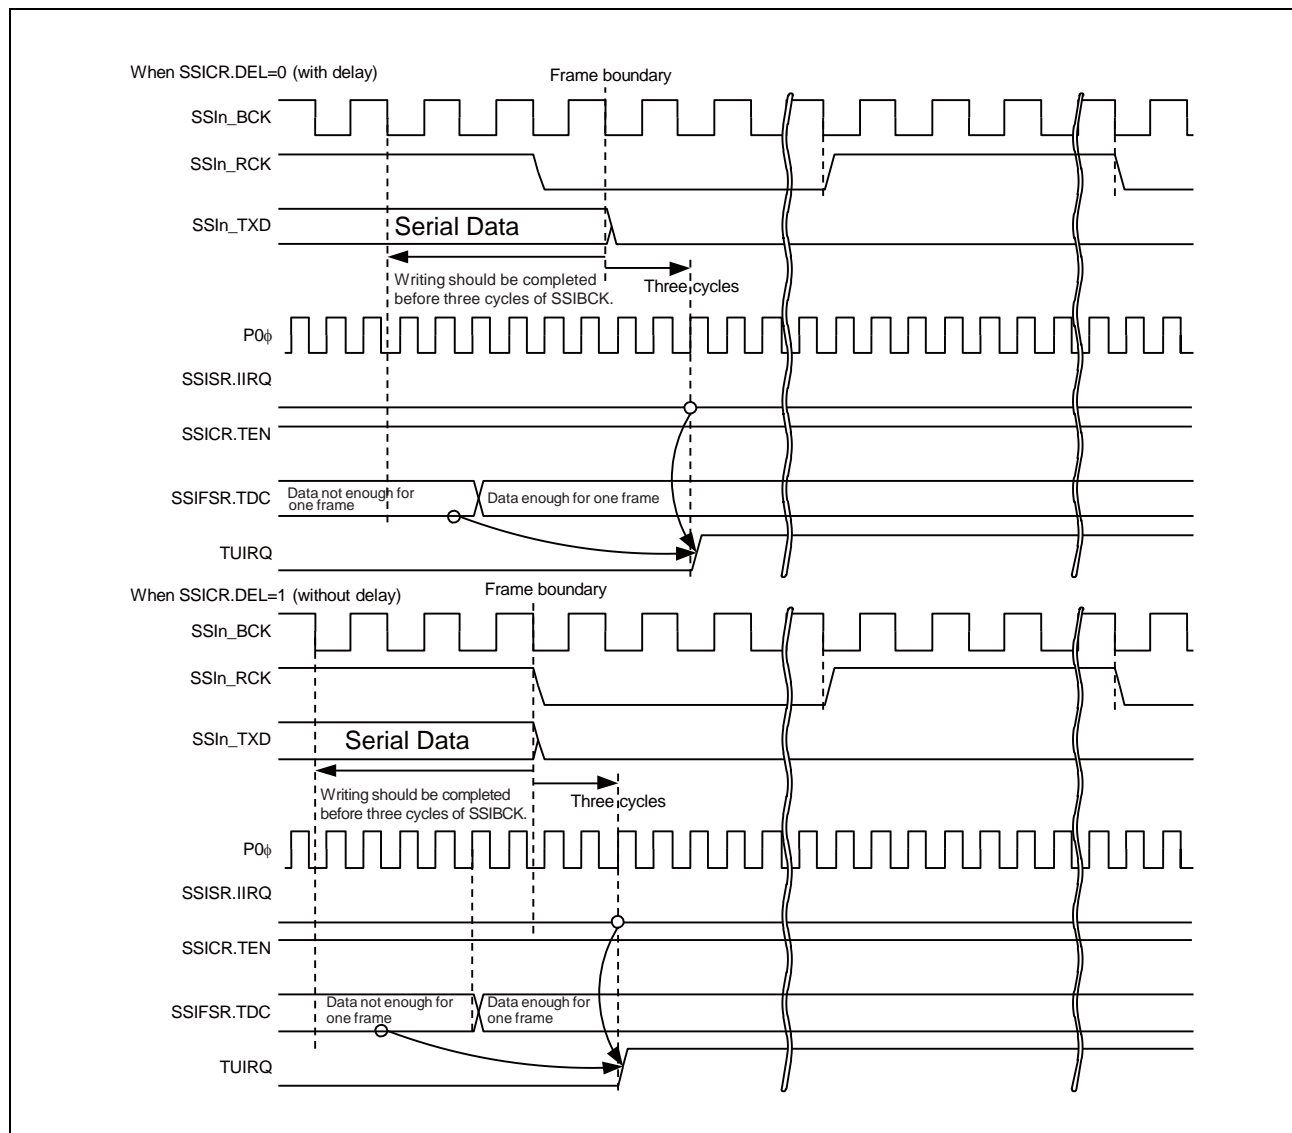 When SSICR.DEL=0 (with delay)
Frame boundary
SSIn_BCK
SSIn_RCK
SSIn_TXD
Serial Data
Writing should be completed
before three cycles of SSIBCK.
Three cycles
P0ϕ
SSISR.IIRQ
SSICR.TEN
SSIFSR.TDC
Data not enough for
one frame
Data enough for one frame
TUIRQ
When SSICR.DEL=1 (without delay)
Frame boundary
SSIn_BCK
SSIn_RCK
SSIn_TXD
Serial Data
Writing should be completed
before three cycles of SSIBCK.
Three cycles
P0ϕ
SSISR.IIRQ
SSICR.TEN
SSIFSR.TDC
Data not enough for
one frame
Data enough for
one frame
TUIRQ